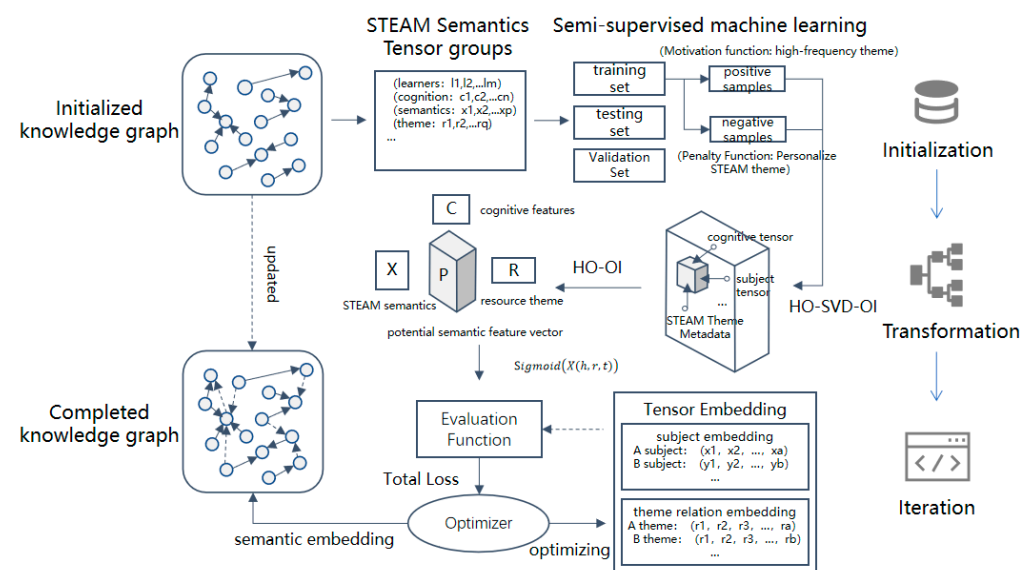 STEAM Semantics
Tensor groups
Semi-supervised machine learning
(Motivation function: high-frequency theme)
Initialized
knowledge graph
(learners: l1,l2,...lm)
(cognition: c1,c2,...cn)
(semantics: x1,x2,...xp)
(theme: r1,r2,...rq)
...
training
set
testing
set
Validation
Set
positive
samples
negative
samples
(Penalty Function: Personalize
STEAM theme)
Initialization
C
cognitive features
X
P
R
STEAM semantics
resource theme
potential semantic feature vector
HO-OI
cognitive tensor
subject
tensor
...
STEAM Theme
Metadata
HO-SVD-OI
Transformation
updated
Sigmoid(X(h,r,t))
Completed
knowledge graph
Evaluation
Function
Total Loss
Optimizer
semantic embedding
optimizing
Tensor Embedding
subject embedding
A subject: (x1, x2, ..., xa)
B subject: (y1, y2, ..., yb)
...
theme relation embedding
A theme: (r1, r2, r3, ..., ra)
B theme: (r1, r2, r3, ..., rb)
...
Iteration